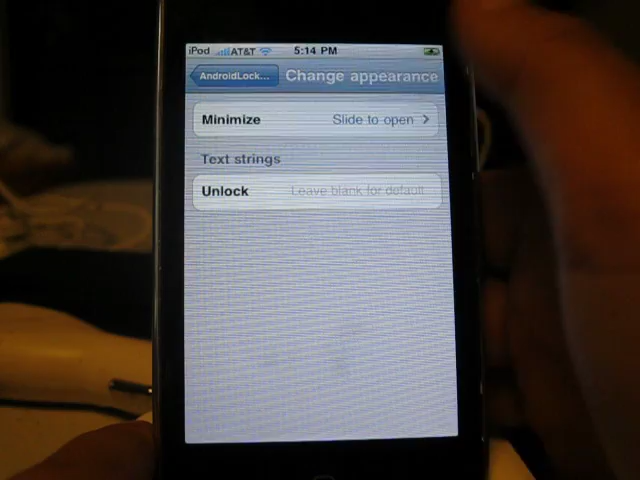 iPod AT&T 5:14 PM
AndroidLock... Change appearance
Minimize Slide to open
Text strings
Unlock Leave blank for default